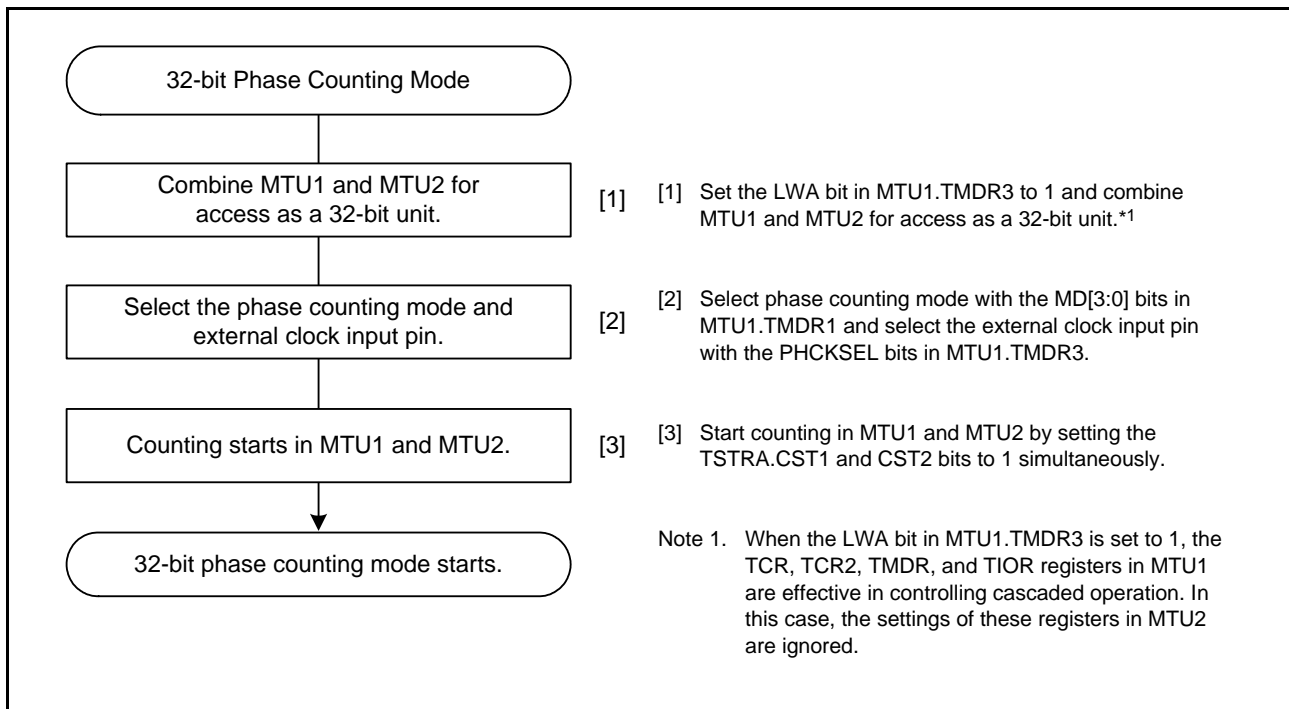 32-bit Phase Counting Mode
Combine MTU1 and MTU2 for
access as a 32-bit unit.
[1]
[1] Set the LWA bit in MTU1.TMDR3 to 1 and combine
MTU1 and MTU2 for access as a 32-bit unit.*1
Select the phase counting mode and
external clock input pin.
[2]
[2] Select phase counting mode with the MD[3:0] bits in
MTU1.TMDR1 and select the external clock input pin
with the PHCKSEL bits in MTU1.TMDR3.
Counting starts in MTU1 and MTU2.
[3]
[3] Start counting in MTU1 and MTU2 by setting the
TSTRA.CST1 and CST2 bits to 1 simultaneously.
32-bit phase counting mode starts.
Note 1. When the LWA bit in MTU1.TMDR3 is set to 1, the
TCR, TCR2, TMDR, and TIOR registers in MTU1
are effective in controlling cascaded operation. In
this case, the settings of these registers in MTU2
are ignored.